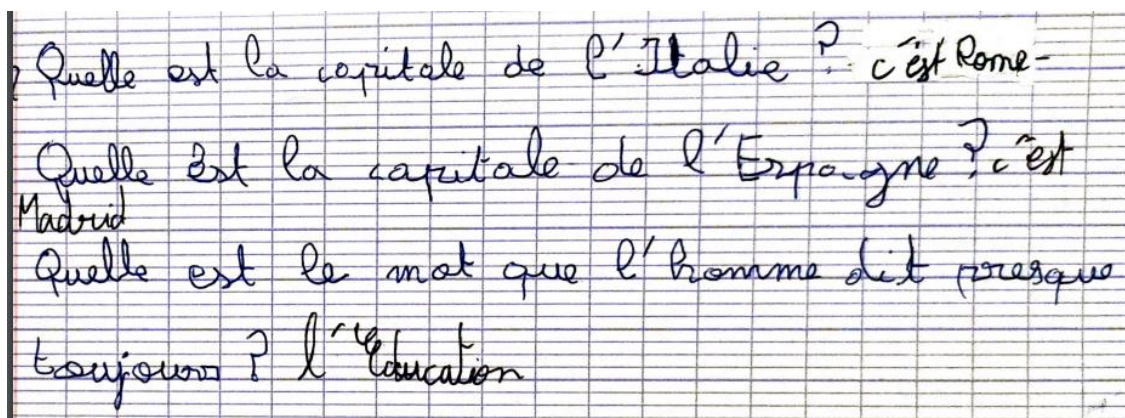 Quelle est la capitale de l'Italie ? c'est Rome -
Quelle est la capitale de l'Espagne ? c'est
Madrid
Quelle est le mot que l'homme dit presque
toujours ? l'Education